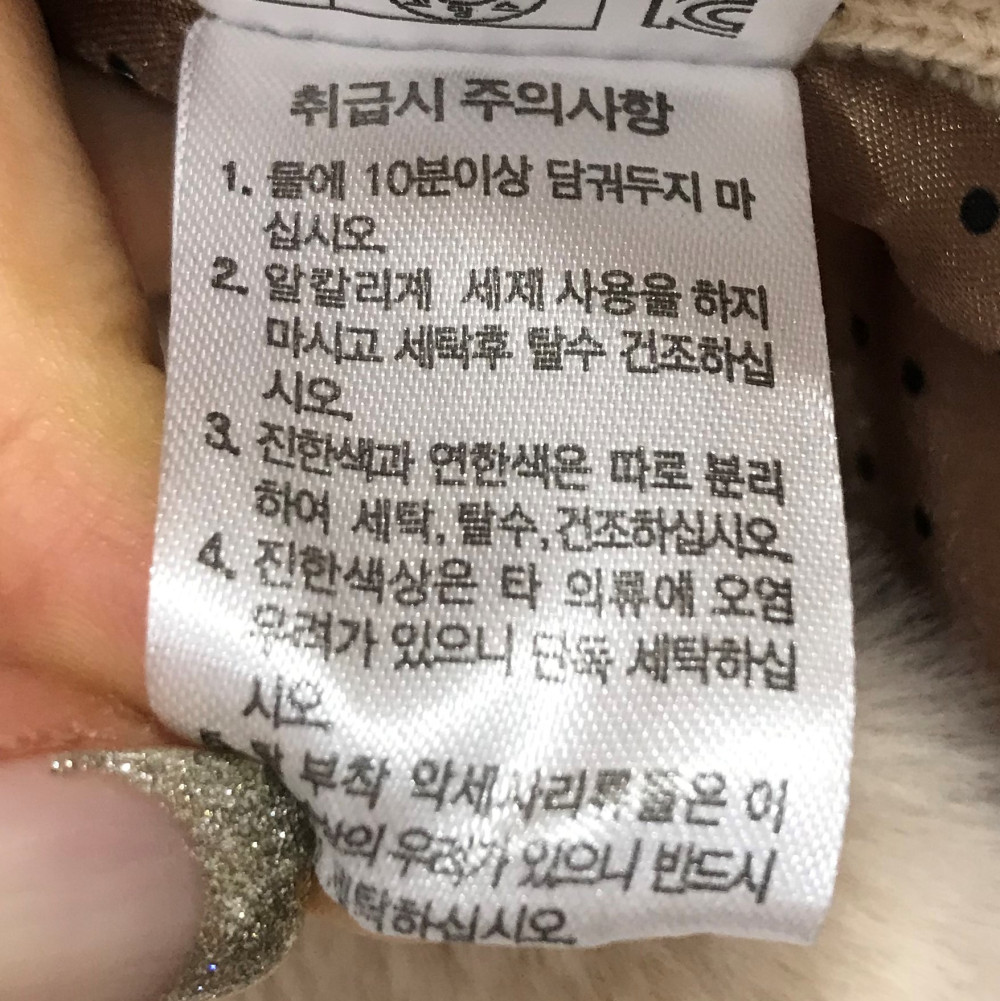 취급시 주의사항
1. 물에 10분이상 담궈두지 마
십시오.
2. 알칼리계 세제 사용을 하지
마시고 세탁후 탈수 건조하십
시오.
3. 진한색과 연한색은 따로 분리
하여 세탁, 탈수, 건조하십시오.
4. 진한색상은 타 의류에 오염
우려가 있으니 단독 세탁하십
시오.
부착 악세사리류들은 어
우려가 있으니 반드시
세탁하십시오.